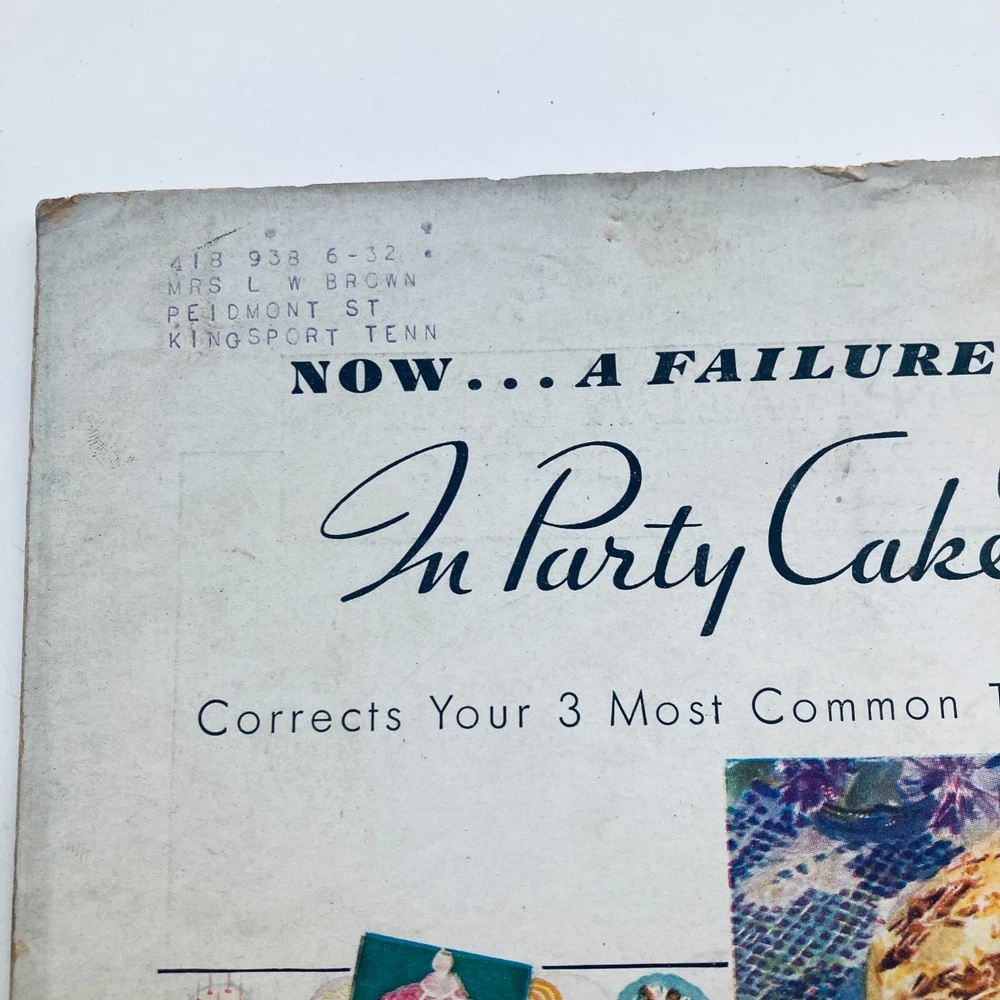 418 938 6-32
MRS L W BROWN
PEIDMONT ST
KINGSPORT TENN
NOW...A FAILURE
In Party Cake
Corrects Your 3 Most Common T